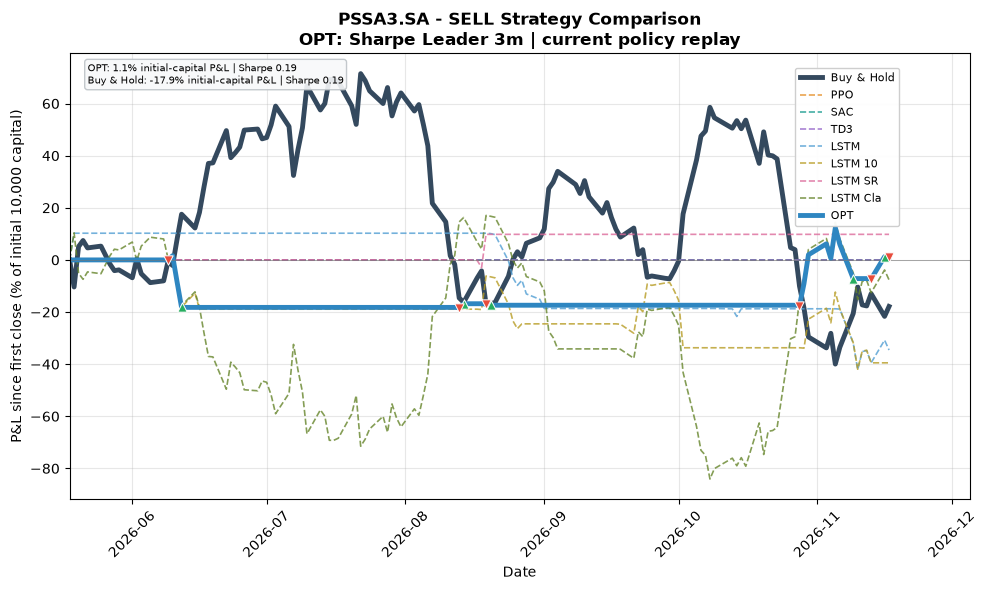 PSSA3.SA - SELL Strategy Comparison
OPT: Sharpe Leader 3m | current policy replay
OPT: 1.1% initial-capital P&L | Sharpe 0.19
Buy & Hold: -17.9% initial-capital P&L | Sharpe 0.19
Buy & Hold
PPO
SAC
TD3
LSTM
LSTM 10
LSTM SR
LSTM Cla
OPT
P&L since first close (% of initial 10,000 capital)
60
40
20
0
−20
−40
−60
−80
2026-06
2026-07
2026-08
2026-09
2026-10
2026-11
2026-12
Date